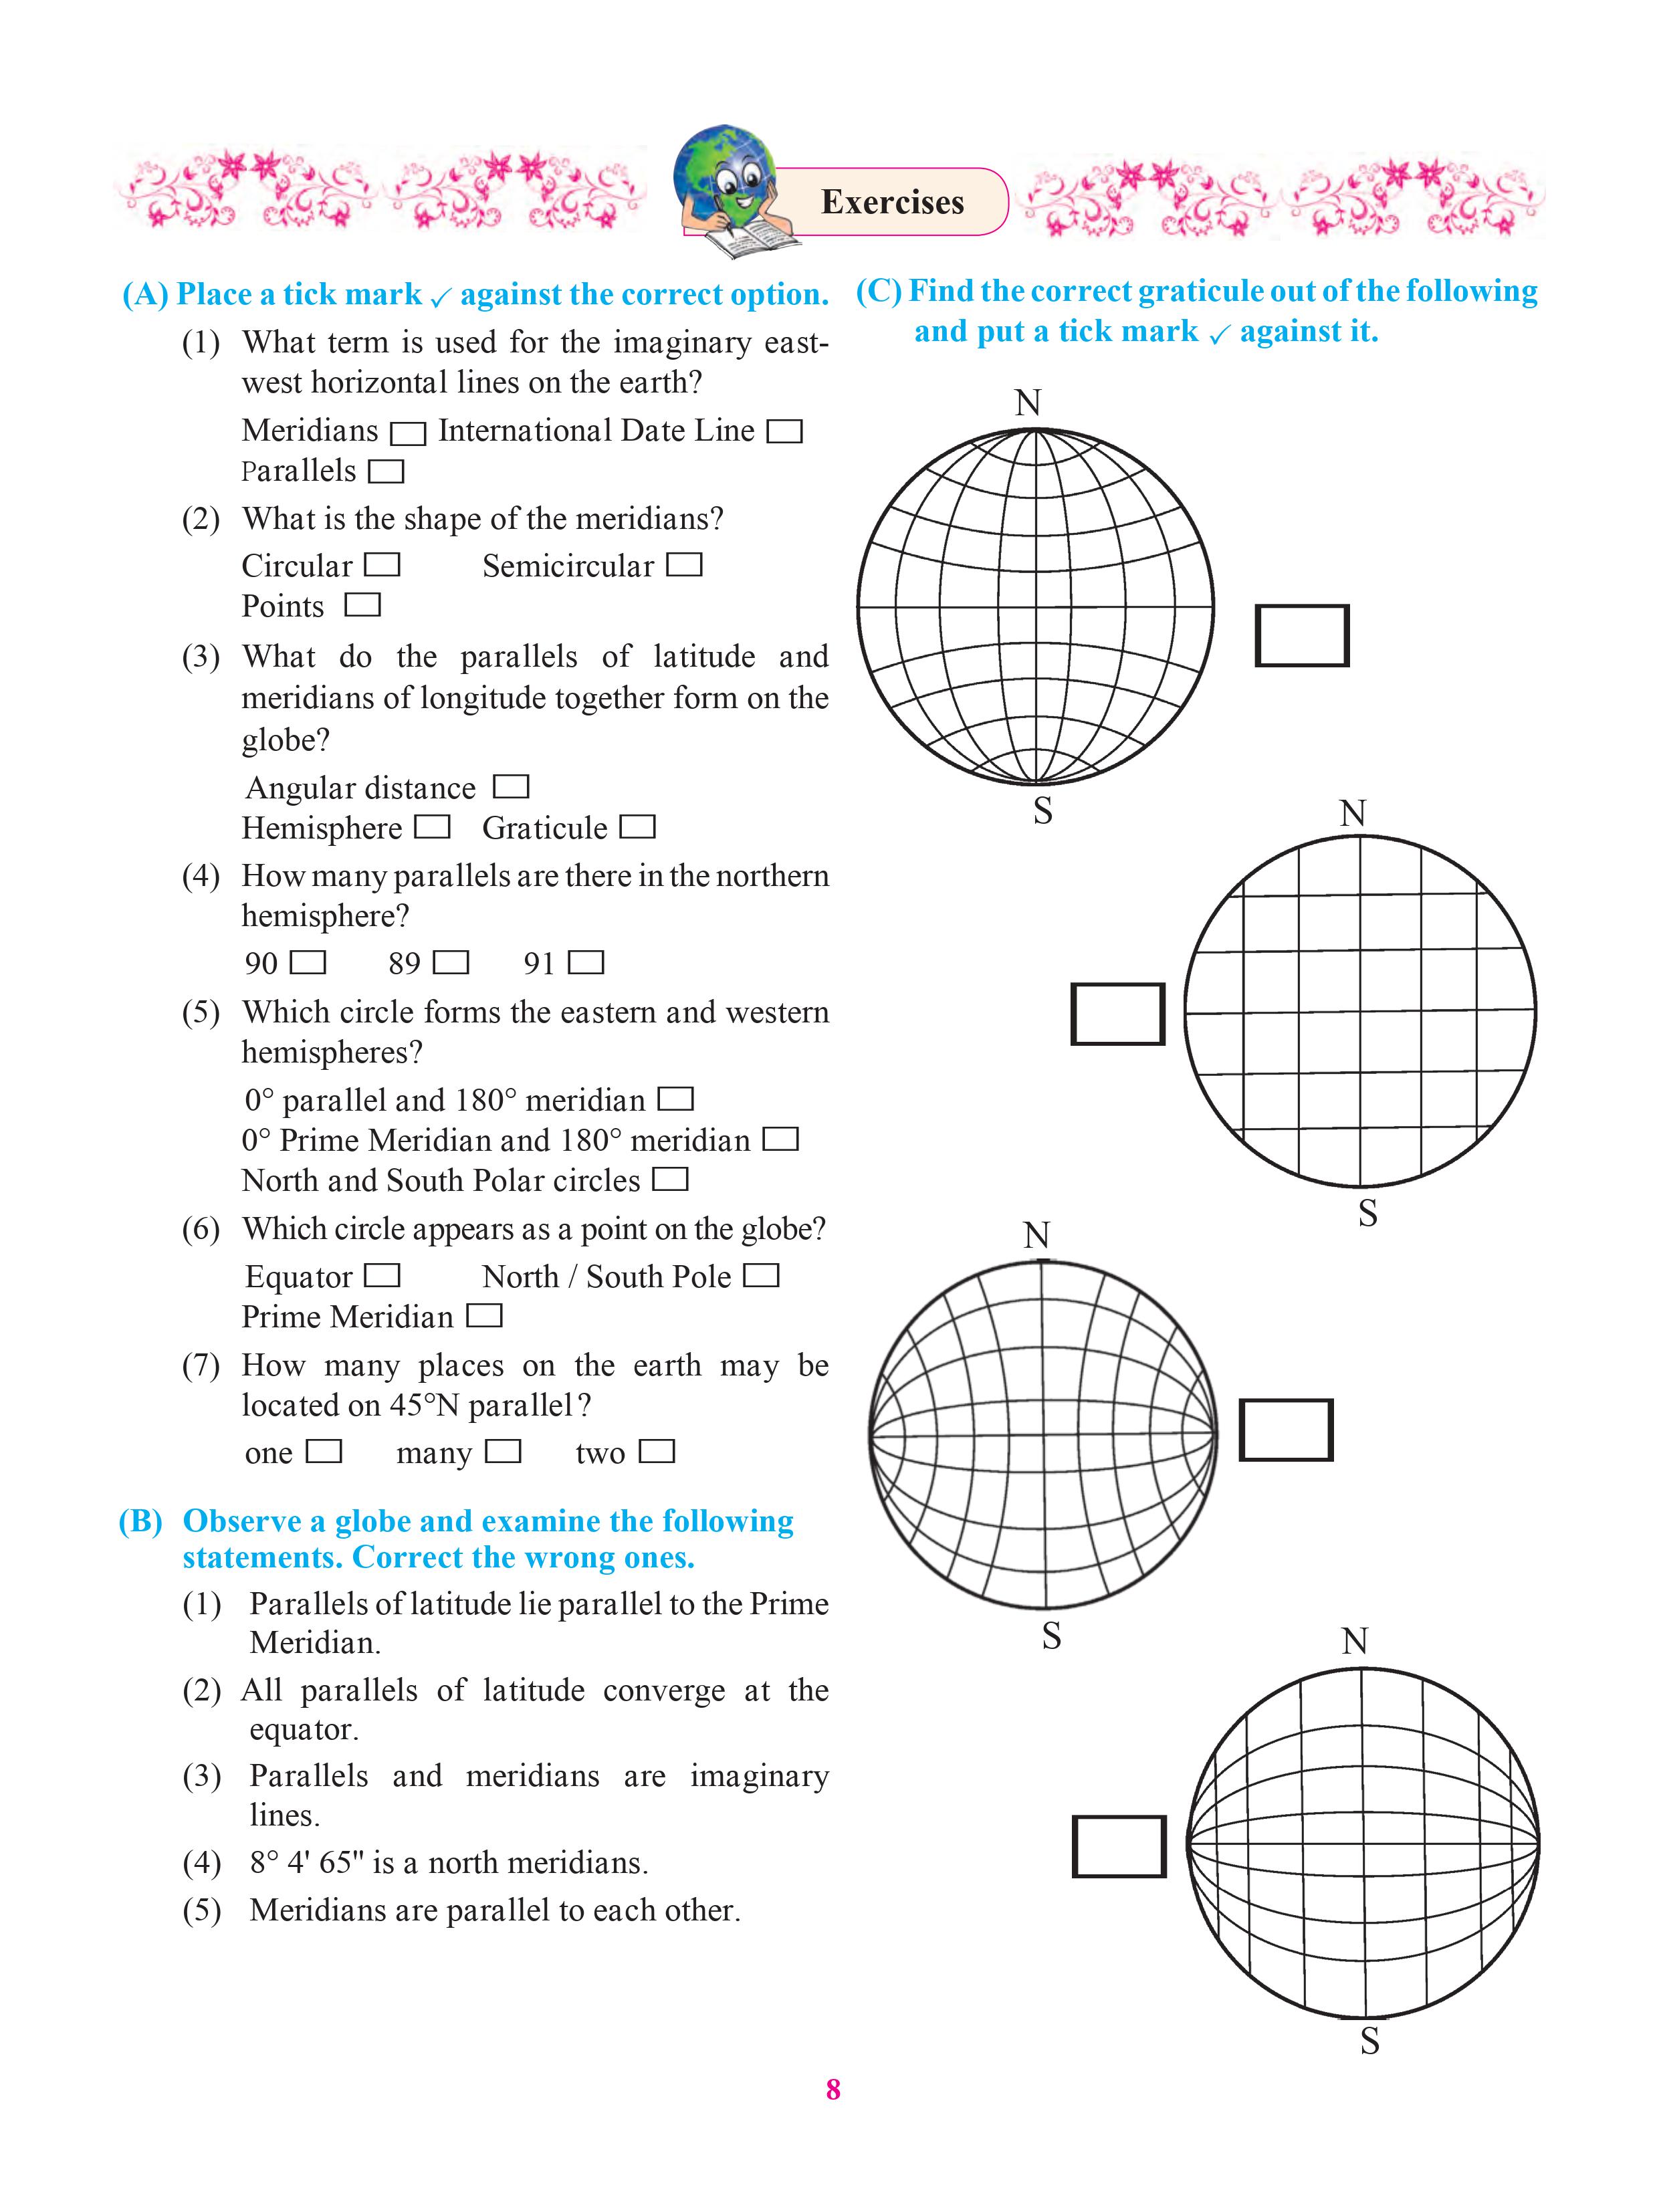 Exercises
(A) Place a tick mark ✓ against the correct option.
(1) What term is used for the imaginary east-
west horizontal lines on the earth?
Meridians □ International Date Line □
Parallels □
(2) What is the shape of the meridians?
Circular □ Semicircular □
Points □
(3) What do the parallels of latitude and
meridians of longitude together form on the
globe?
Angular distance □
Hemisphere □ Graticule □
(4) How many parallels are there in the northern
hemisphere?
90 □ 89 □ 91 □
(5) Which circle forms the eastern and western
hemispheres?
0° parallel and 180° meridian □
0° Prime Meridian and 180° meridian □
North and South Polar circles □
(6) Which circle appears as a point on the globe?
Equator □ North / South Pole □
Prime Meridian □
(7) How many places on the earth may be
located on 45°N parallel?
one □ many □ two □
(B) Observe a globe and examine the following
statements. Correct the wrong ones.
(1) Parallels of latitude lie parallel to the Prime
Meridian.
(2) All parallels of latitude converge at the
equator.
(3) Parallels and meridians are imaginary
lines.
(4) 8° 4' 65" is a north meridians.
(5) Meridians are parallel to each other.
(C) Find the correct graticule out of the following
and put a tick mark ✓ against it.
N
S
N
S
N
S
N
S
8